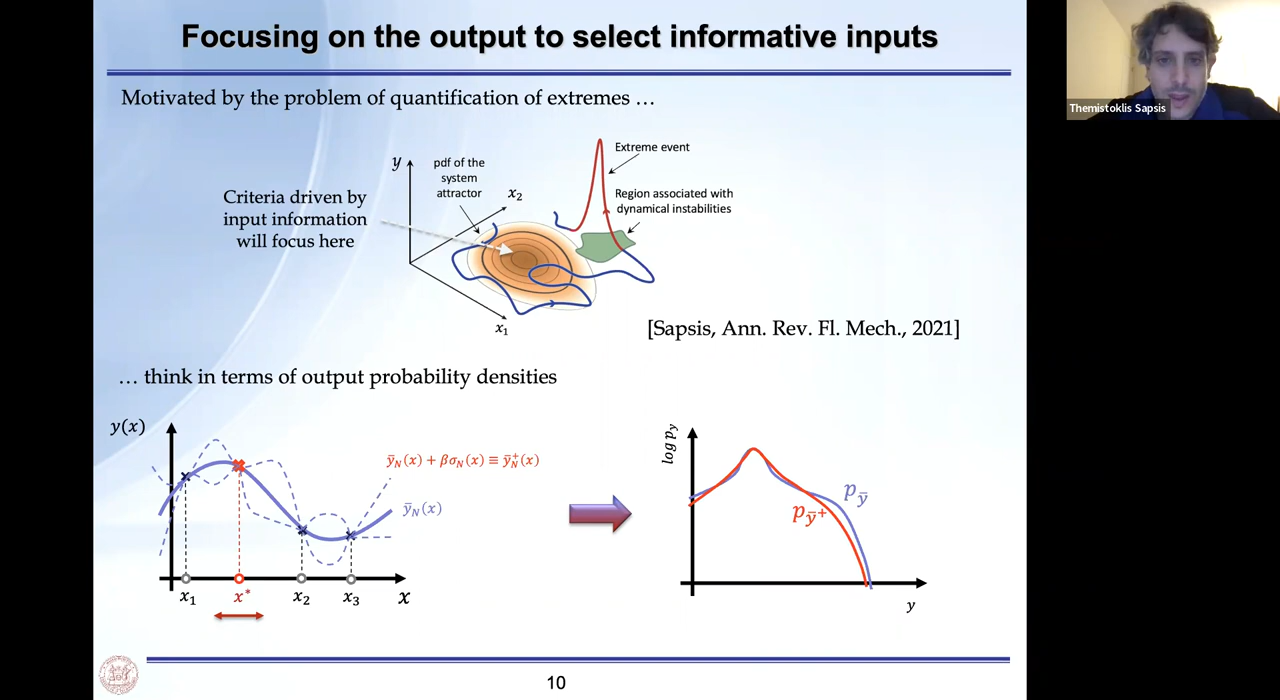 Focusing on the output to select informative inputs
Themistoklis Sapsis
Motivated by the problem of quantification of extremes …
y
pdf of the
system
attractor
x₂
Extreme event
Region associated with
dynamical instabilities
Criteria driven by
input information
will focus here
x₁
[Sapsis, Ann. Rev. Fl. Mech., 2021]
… think in terms of output probability densities
y(x)
ȳ_N(x) + βσ_N(x) ≡ ȳ_N⁺(x)
ȳ_N(x)
x₁
x*
x₂
x₃
x
log p_y
p_ȳ
p_ȳ⁺
y
10